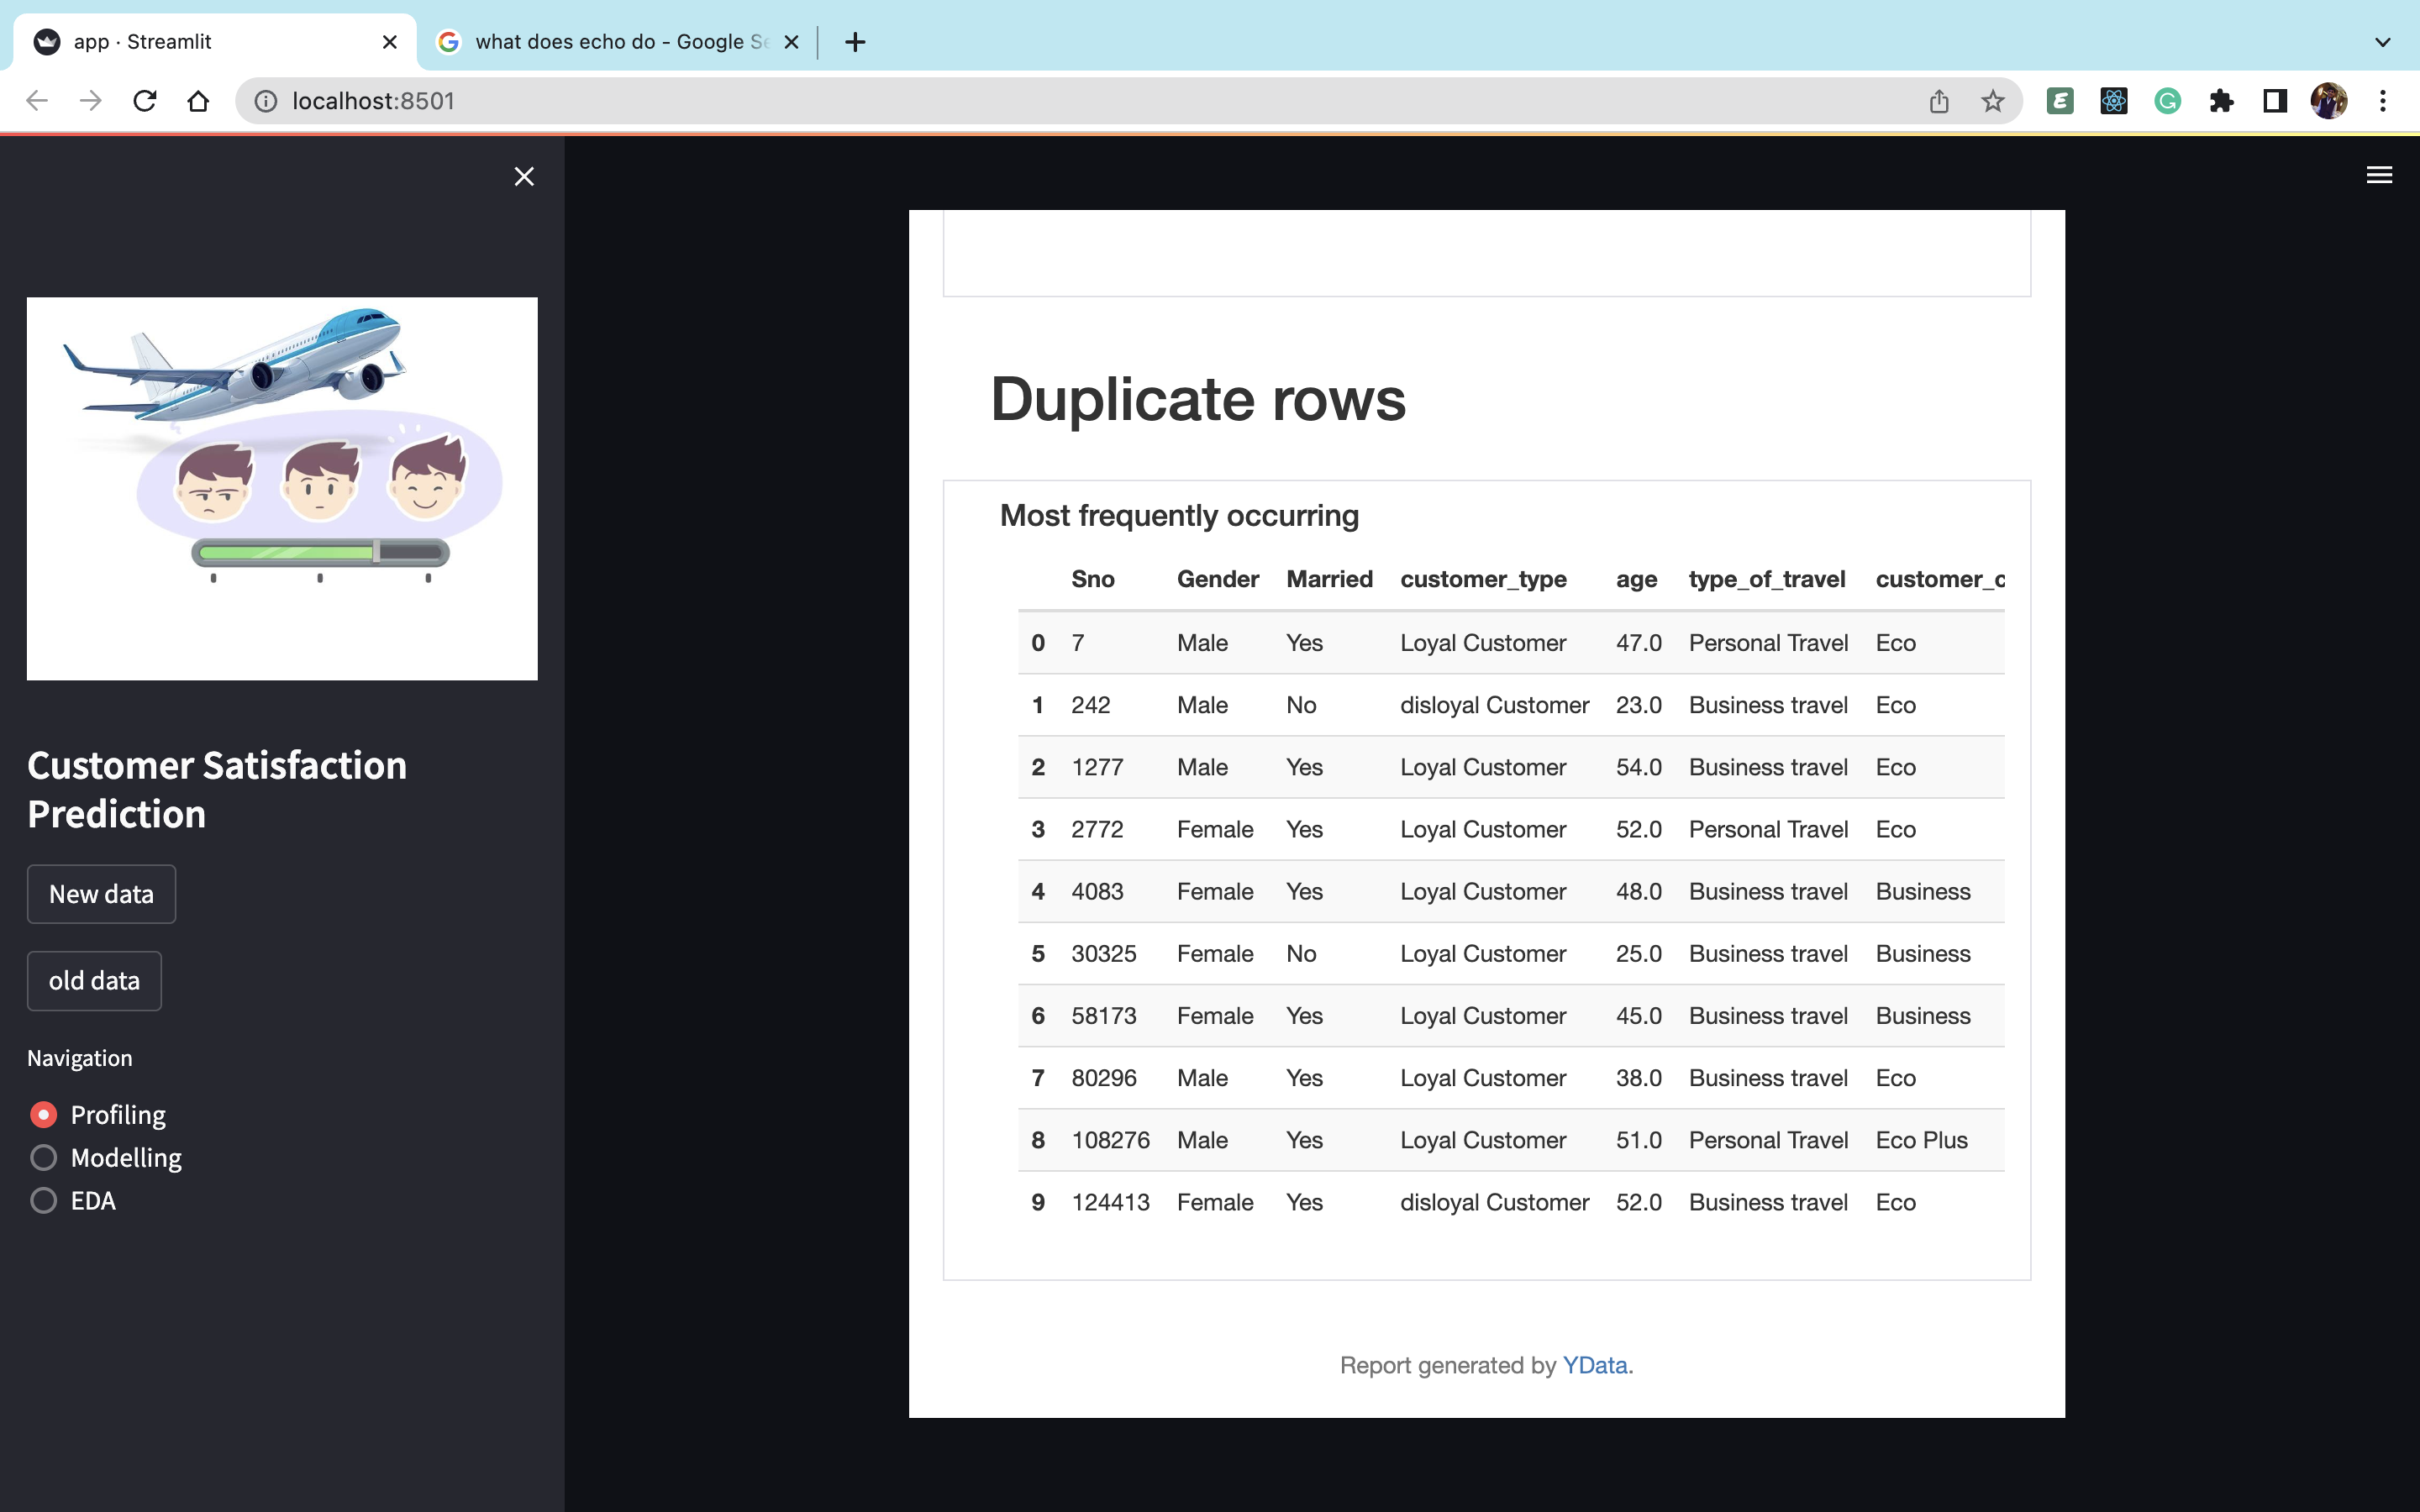 app · Streamlit
what does echo do - Google Se
localhost:8501
Customer Satisfaction
Prediction
New data
old data
Navigation
Profiling
Modelling
EDA
Duplicate rows
Most frequently occurring
Sno Gender Married customer_type age type_of_travel customer_c
0 7 Male Yes Loyal Customer 47.0 Personal Travel Eco
1 242 Male No disloyal Customer 23.0 Business travel Eco
2 1277 Male Yes Loyal Customer 54.0 Business travel Eco
3 2772 Female Yes Loyal Customer 52.0 Personal Travel Eco
4 4083 Female Yes Loyal Customer 48.0 Business travel Business
5 30325 Female No Loyal Customer 25.0 Business travel Business
6 58173 Female Yes Loyal Customer 45.0 Business travel Business
7 80296 Male Yes Loyal Customer 38.0 Business travel Eco
8 108276 Male Yes Loyal Customer 51.0 Personal Travel Eco Plus
9 124413 Female Yes disloyal Customer 52.0 Business travel Eco
Report generated by YData.